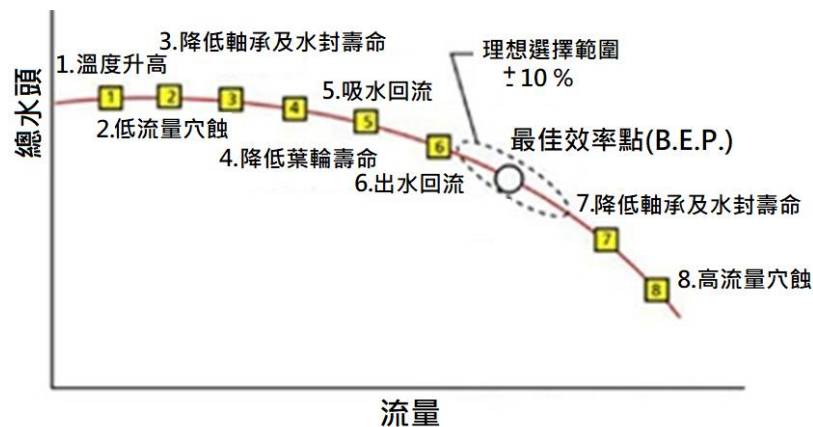 3.降低軸承及水封壽命
1.溫度升高
理想選擇範圍
±10 %
5.吸水回流
2.低流量穴蝕
最佳效率點(B.E.P.)
4.降低葉輪壽命
6.出水回流
7.降低軸承及水封壽命
8.高流量穴蝕
總水頭
1
2
3
4
5
6
7
8
流量